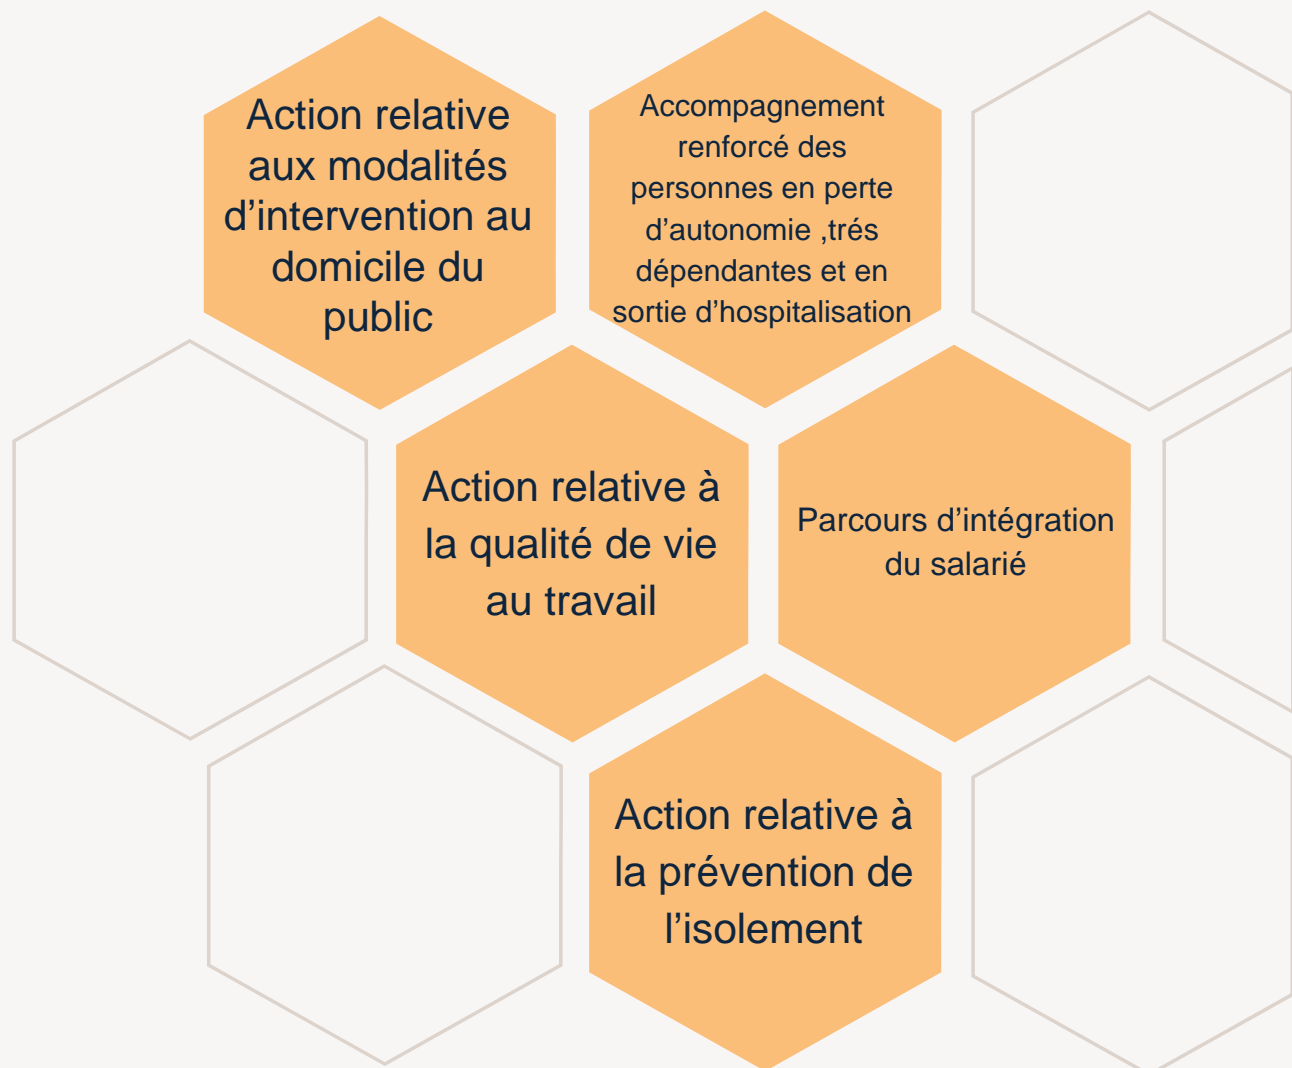 Action relative
aux modalités
d’intervention au
domicile du
public
Accompagnement
renforcé des
personnes en perte
d’autonomie ,trés
dépendantes et en
sortie d’hospitalisation
Action relative à
la qualité de vie
au travail
Parcours d’intégration
du salarié
Action relative à
la prévention de
l’isolement